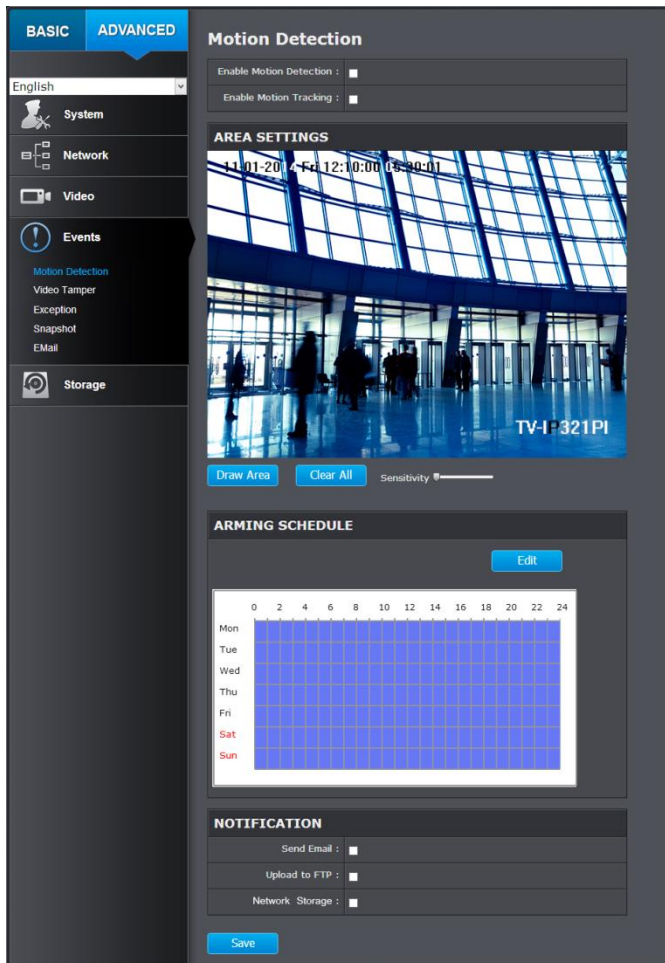 BASIC ADVANCED
English
System
Network
Video
Events
Motion Detection
Video Tamper
Exception
Snapshot
EMail
Storage
Motion Detection
Enable Motion Detection :
Enable Motion Tracking :
AREA SETTINGS
11-01-2014 Fri 12:10:00
TV-IP321PI
Draw Area Clear All Sensitivity
ARMING SCHEDULE
Edit
0 2 4 6 8 10 12 14 16 18 20 22 24
Mon
Tue
Wed
Thu
Fri
Sat
Sun
NOTIFICATION
Send Email :
Upload to FTP :
Network Storage :
Save